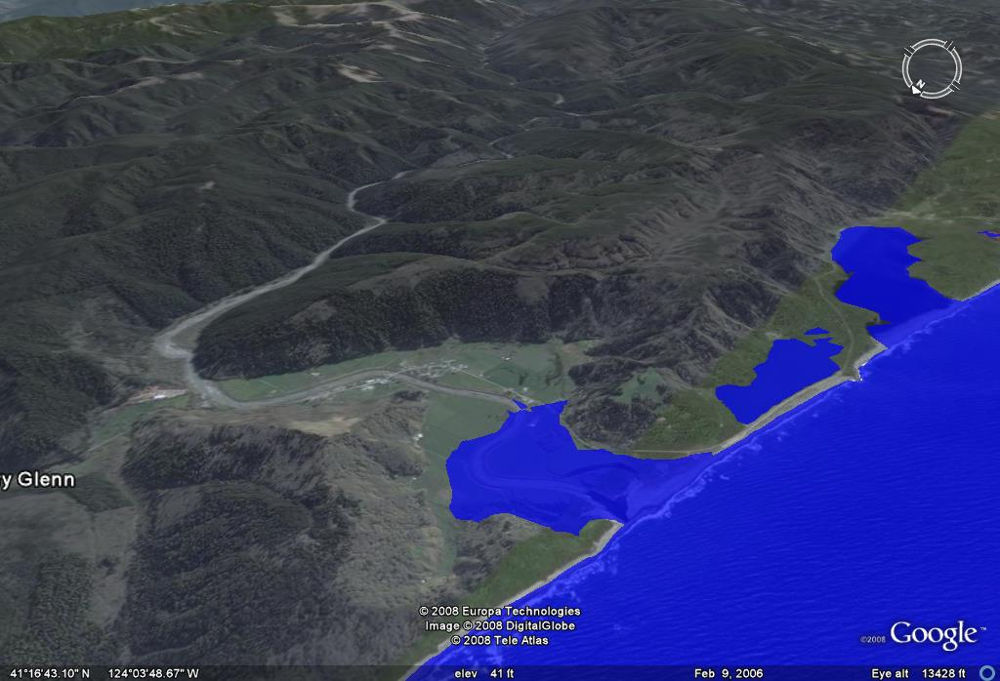 N
y Glenn
© 2008 Europa Technologies
Image © 2008 DigitalGlobe
© 2008 Tele Atlas
©2008 Google™
41°16'43.10" N 124°03'48.67" W elev 41 ft Feb 9, 2006 Eye alt 13428 ft